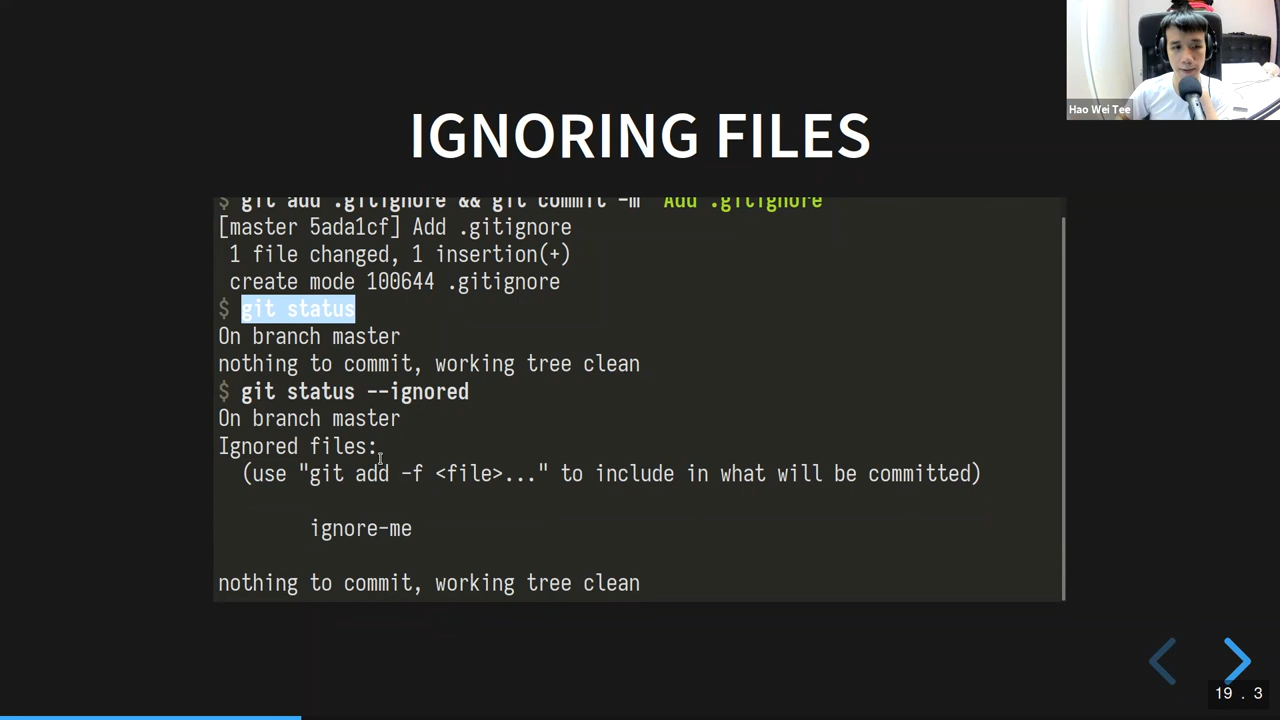 Hao Wei Tee
IGNORING FILES
$ git add .gitignore && git commit -m "Add .gitignore
[master 5ada1cf] Add .gitignore
1 file changed, 1 insertion(+)
create mode 100644 .gitignore
$ git status
On branch master
nothing to commit, working tree clean
$ git status --ignored
On branch master
Ignored files:
(use "git add -f <file>..." to include in what will be committed)
ignore-me
nothing to commit, working tree clean
19 . 3